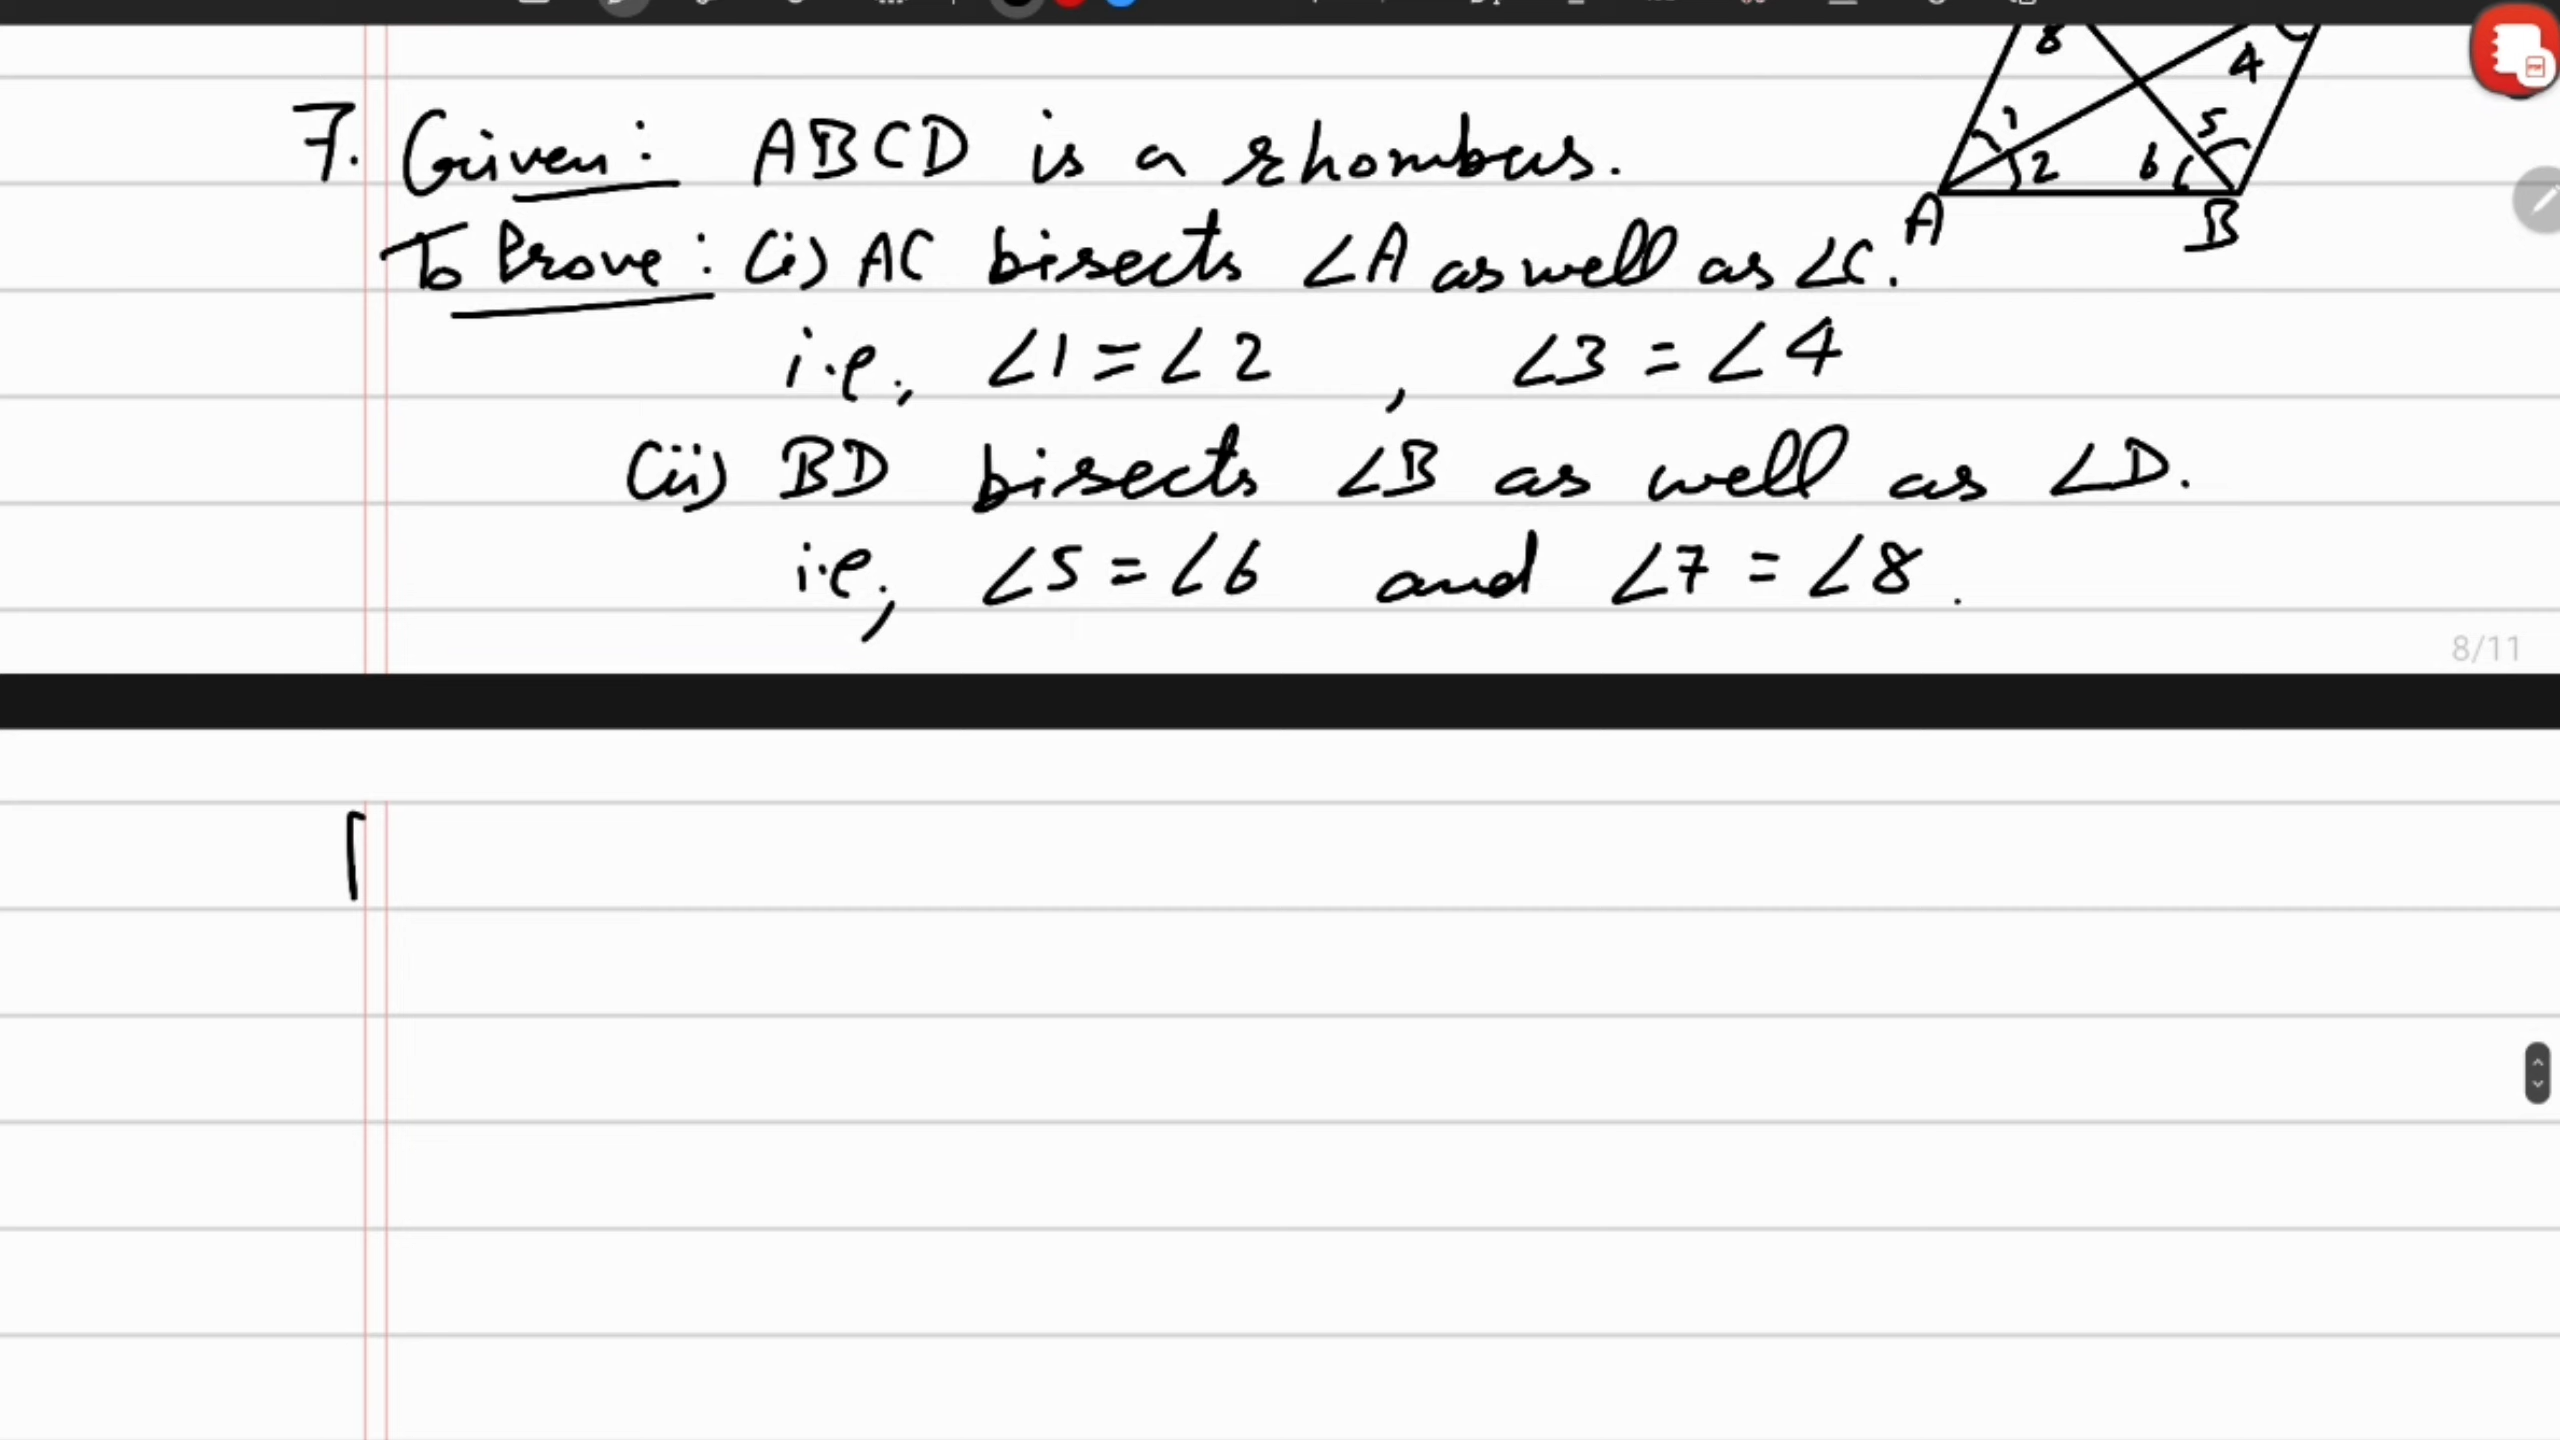 8
4
1
5
2
6
A
B
7. Given: ABCD is a rhombus.
To Prove: (i) AC bisects ∠A as well as ∠C.
i.e., ∠1 = ∠2 , ∠3 = ∠4
(ii) BD bisects ∠B as well as ∠D.
i.e., ∠5 = ∠6 and ∠7 = ∠8.
8/11